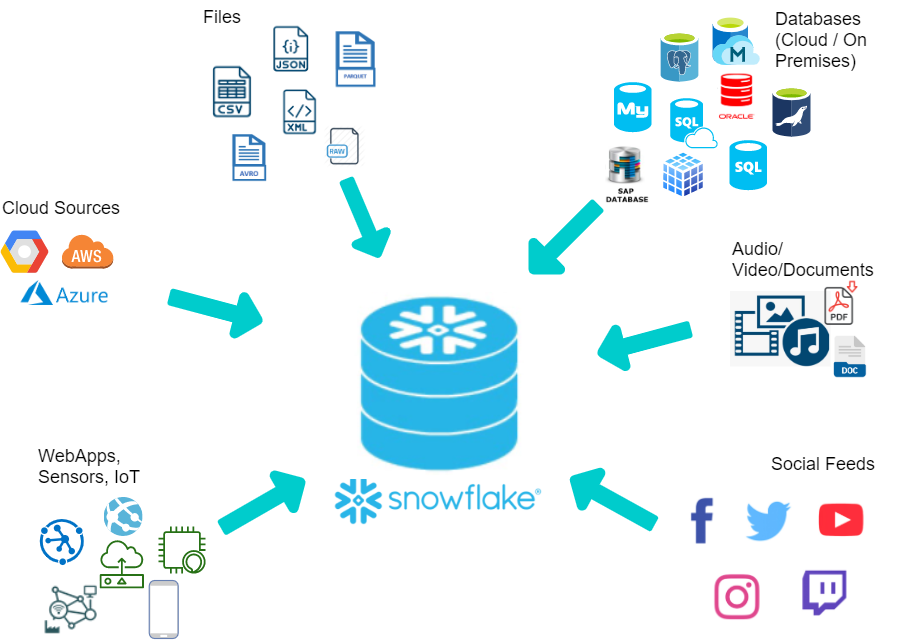 Files
{i}
JSON
PARQUET
CSV
</>
XML
RAW
AVRO
Databases
(Cloud / On
Premises)
M
My
SQL
ORACLE
SQL
SAP
DATABASE
Cloud Sources
AWS
Azure
Audio/
Video/Documents
PDF
DOC
snowflake®
WebApps,
Sensors, IoT
Social Feeds
f